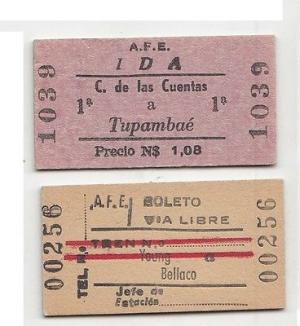 A.F.E.
IDA
C. de las Cuentas
1ª a 1ª
Tupambaé
Precio N$ 1,08
1039
1039
A.F.E. BOLETO
VIA LIBRE
TREN N.º
TEL. N.º
Young a
Bellaco
Jefe de
Estación
00256
00256